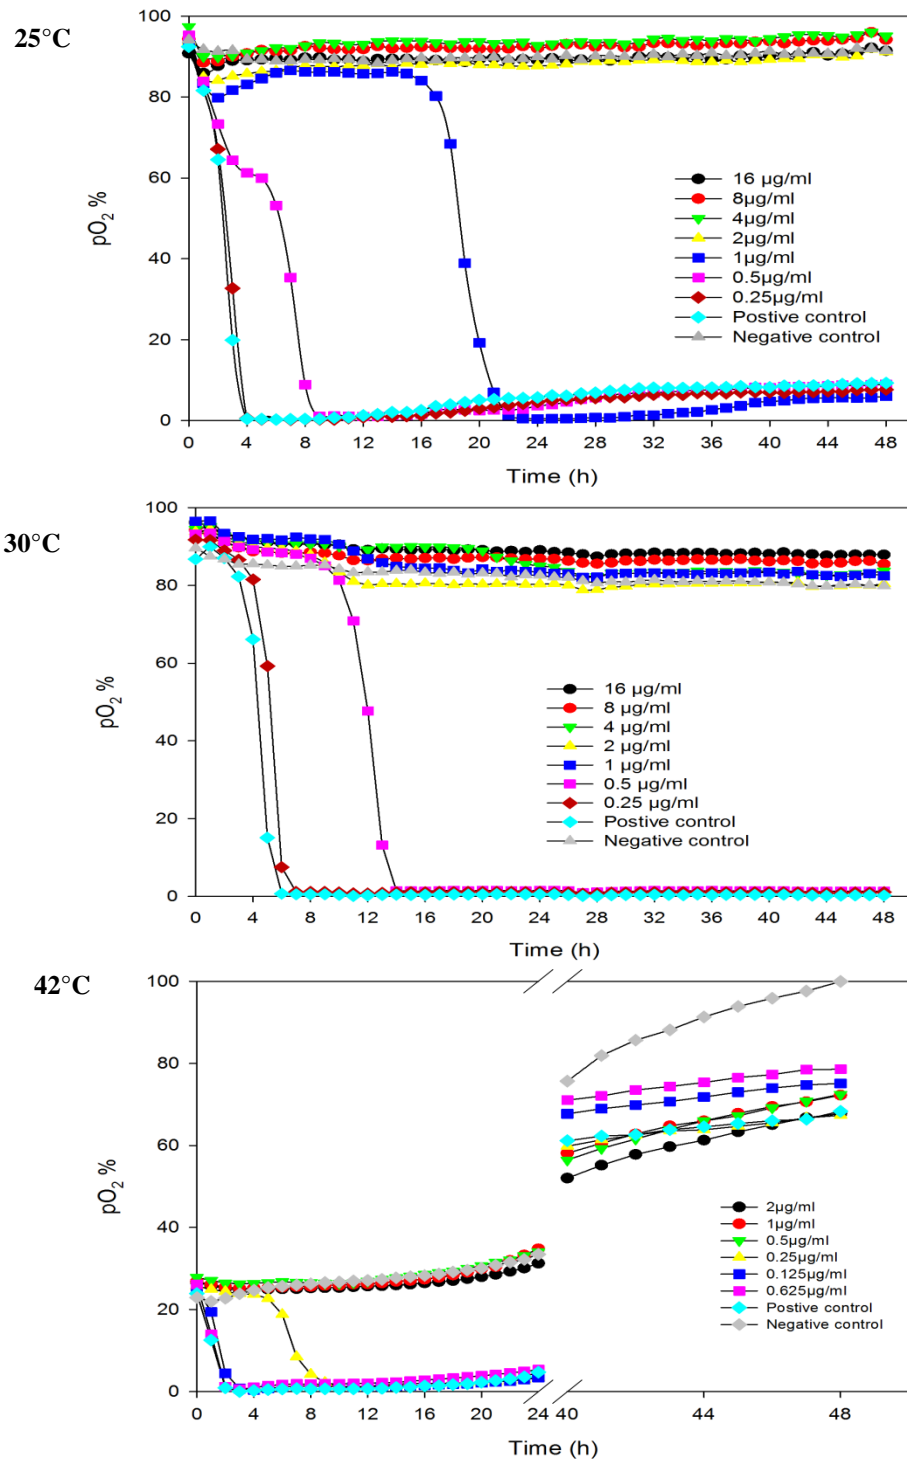 25°C
100
80
60
40
20
0
pO2 %
16 µg/ml
8µg/ml
4µg/ml
2µg/ml
1µg/ml
0.5µg/ml
0.25µg/ml
Postive control
Negative control
0 4 8 12 16 20 24 28 32 36 40 44 48
Time (h)
30°C
100
80
60
40
20
0
pO2 %
16 µg/ml
8 µg/ml
4 µg/ml
2 µg/ml
1 µg/ml
0.5 µg/ml
0.25 µg/ml
Postive control
Negative control
0 4 8 12 16 20 24 28 32 36 40 44 48
Time (h)
42°C
100
80
60
40
20
0
pO2 %
2µg/ml
1µg/ml
0.5µg/ml
0.25µg/ml
0.125µg/ml
0.625µg/ml
Postive control
Negative control
0 4 8 12 16 20 24 40 44 48
Time (h)